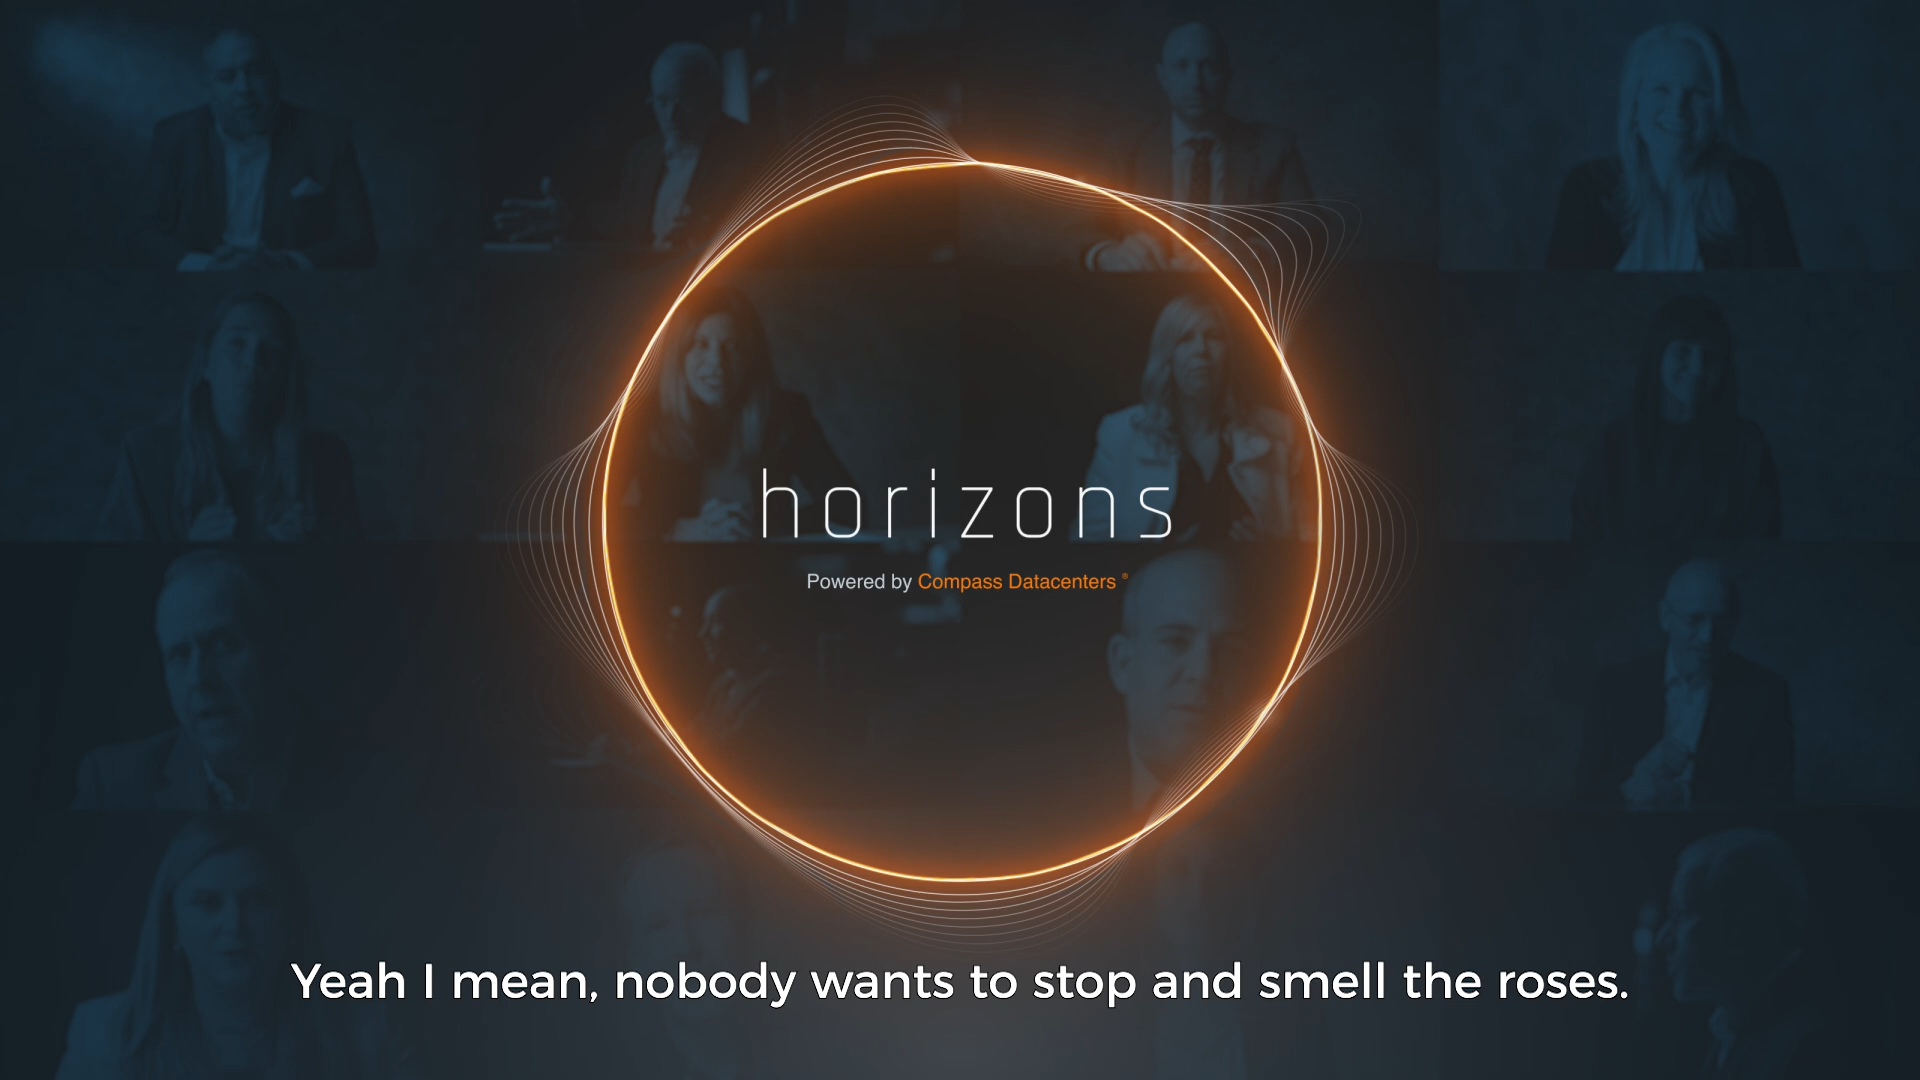 horizons
Powered by Compass Datacenters®
Yeah I mean, nobody wants to stop and smell the roses.